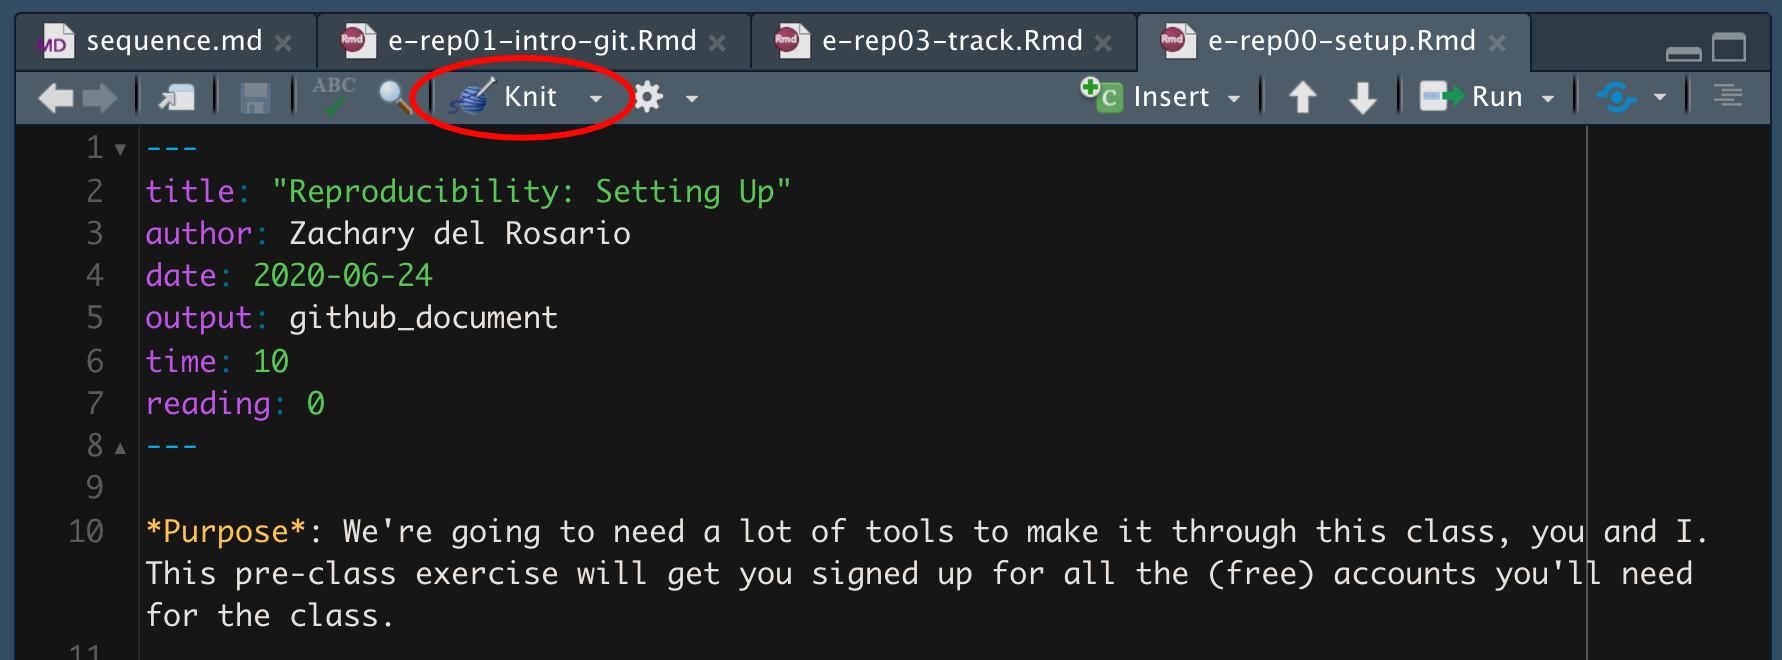 MD sequence.md Rmd e-rep01-intro-git.Rmd Rmd e-rep03-track.Rmd Rmd e-rep00-setup.Rmd
ABC Knit C Insert Run
1 ---
2 title: "Reproducibility: Setting Up"
3 author: Zachary del Rosario
4 date: 2020-06-24
5 output: github_document
6 time: 10
7 reading: 0
8 ---
9
10 *Purpose*: We're going to need a lot of tools to make it through this class, you and I.
This pre-class exercise will get you signed up for all the (free) accounts you'll need
for the class.
11